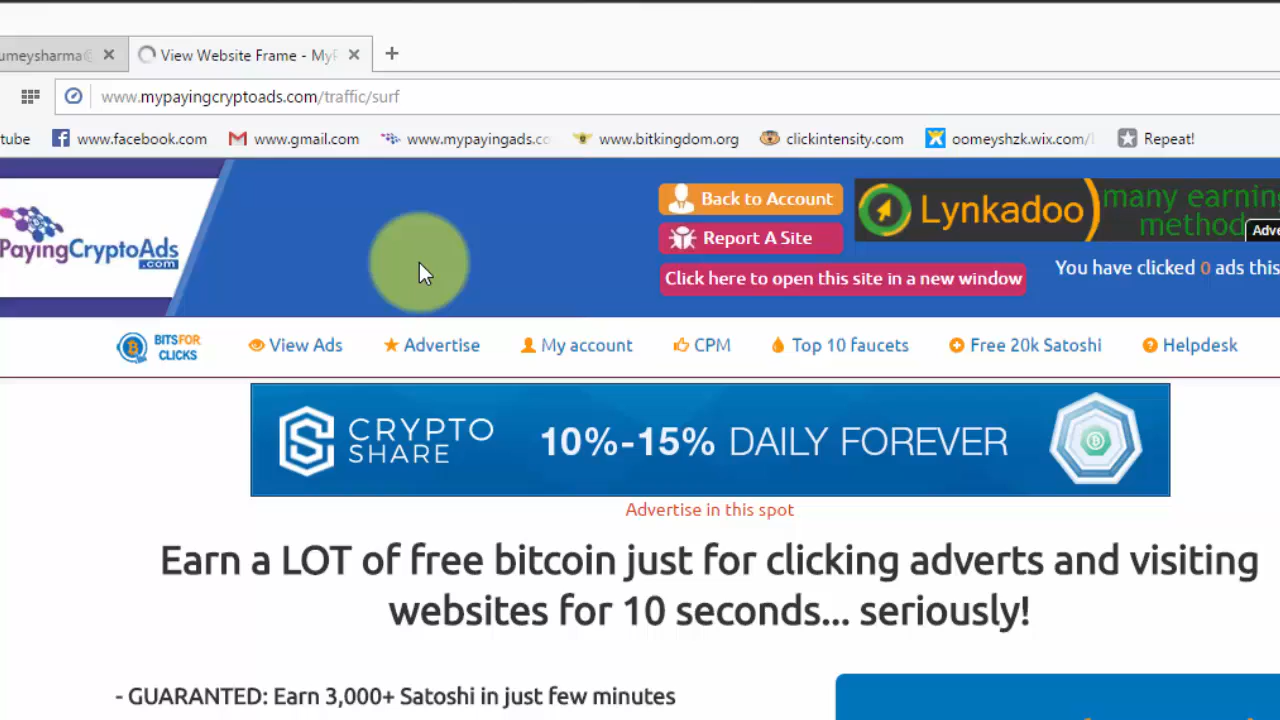 umeysharma@
View Website Frame - MyP
www.mypayingcryptoads.com/traffic/surf
tube www.facebook.com www.gmail.com www.mypayingads.co www.bitkingdom.org clickintensity.com oomeyshzk.wix.com/ Repeat!
PayingCryptoAds
.com
Back to Account
Report A Site
Click here to open this site in a new window
Lynkadoo
many earning
method
Adve
You have clicked 0 ads this
BITSFOR
CLICKS
View Ads Advertise My account CPM Top 10 faucets Free 20k Satoshi Helpdesk
CRYPTO
SHARE
10%-15% DAILY FOREVER
Advertise in this spot
Earn a LOT of free bitcoin just for clicking adverts and visiting
websites for 10 seconds... seriously!
- GUARANTED: Earn 3,000+ Satoshi in just few minutes